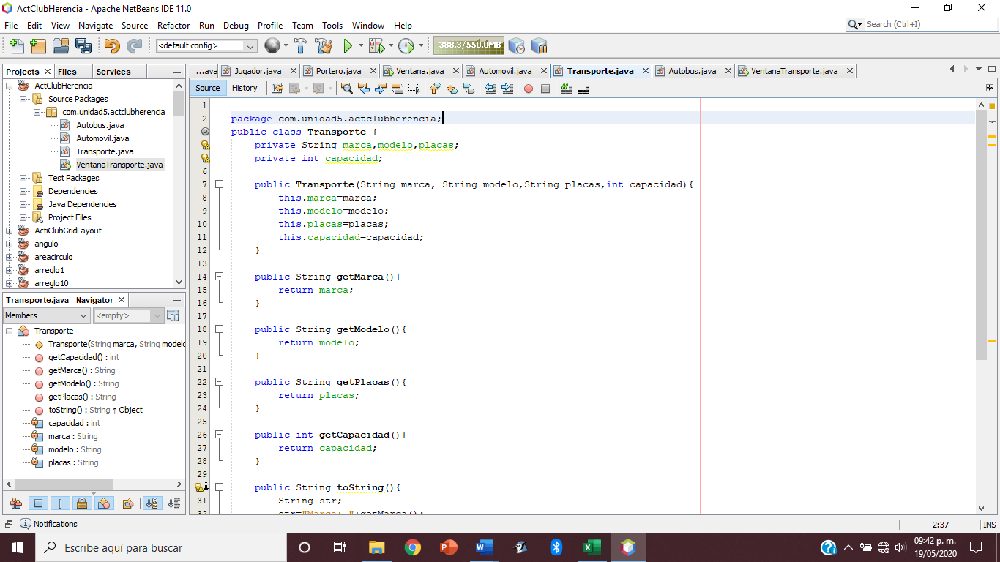 ActClubHerencia - Apache NetBeans IDE 11.0
File Edit View Navigate Source Refactor Run Debug Profile Team Tools Window Help
Search (Ctrl+I)
<default config>
388.3/550.0MB
Projects Files Services
...ava Jugador.java Portero.java Ventana.java Automovil.java Transporte.java Autobus.java VentanaTransporte.java
Source History
ActClubHerencia
Source Packages
com.unidad5.actclubherencia
Autobus.java
Automovil.java
Transporte.java
VentanaTransporte.java
Test Packages
Dependencies
Java Dependencies
Project Files
ActiClubGridLayout
angulo
areacirculo
arreglo1
arreglo10
Transporte.java - Navigator
Members <empty>
Transporte
Transporte(String marca, String modelo
getCapacidad() : int
getMarca() : String
getModelo() : String
getPlacas() : String
toString() : String ↑ Object
capacidad : int
marca : String
modelo : String
placas : String
1
2 package com.unidad5.actclubherencia;
public class Transporte {
private String marca,modelo,placas;
private int capacidad;
6
7 public Transporte(String marca, String modelo,String placas,int capacidad){
8 this.marca=marca;
9 this.modelo=modelo;
10 this.placas=placas;
11 this.capacidad=capacidad;
12 }
13
14 public String getMarca(){
15 return marca;
16 }
17
18 public String getModelo(){
19 return modelo;
20 }
21
22 public String getPlacas(){
23 return placas;
24 }
25
26 public int getCapacidad(){
27 return capacidad;
28 }
29
public String toString(){
31 String str;
32 str="Marca: "+getMarca();
Notifications
2:37 INS
Escribe aquí para buscar
09:42 p. m.
19/05/2020